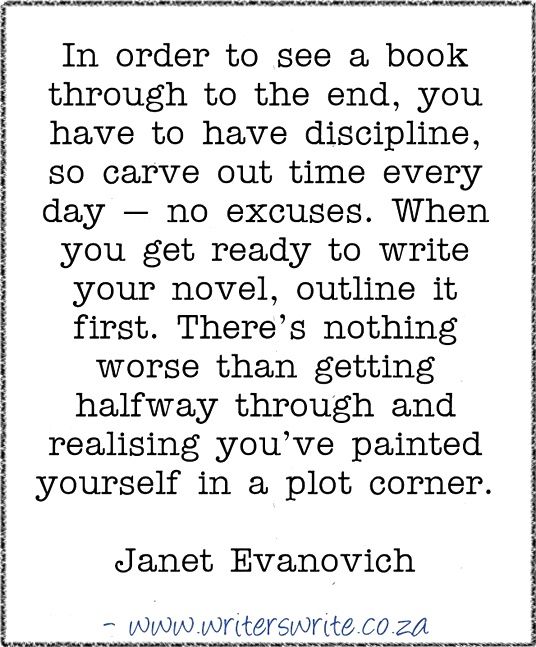 In order to see a book
through to the end, you
have to have discipline,
so carve out time every
day — no excuses. When
you get ready to write
your novel, outline it
first. There's nothing
worse than getting
halfway through and
realising you've painted
yourself in a plot corner.
Janet Evanovich
- www.writerswrite.co.za